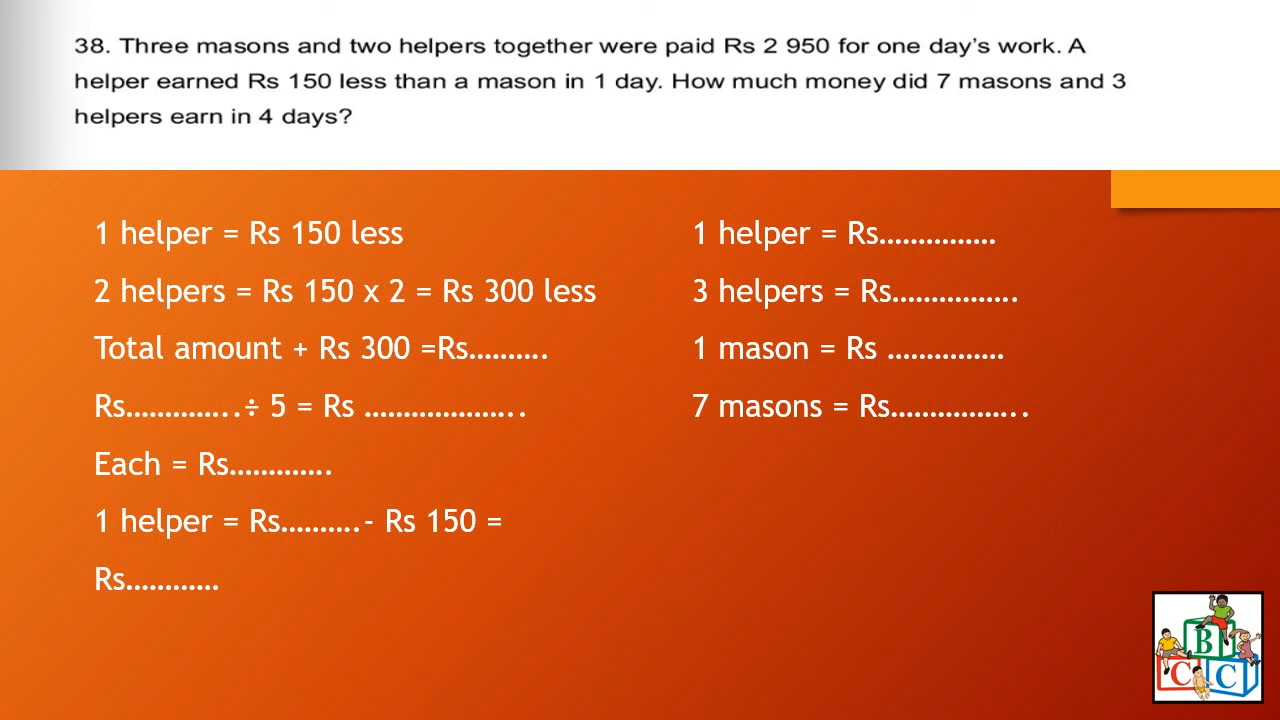 38. Three masons and two helpers together were paid Rs 2 950 for one day's work. A
helper earned Rs 150 less than a mason in 1 day. How much money did 7 masons and 3
helpers earn in 4 days?
1 helper = Rs 150 less
2 helpers = Rs 150 x 2 = Rs 300 less
Total amount + Rs 300 =Rs……….
Rs…………..÷ 5 = Rs ………………..
Each = Rs………….
1 helper = Rs……….- Rs 150 =
Rs…………
1 helper = Rs……………
3 helpers = Rs…………….
1 mason = Rs ……………
7 masons = Rs……………..
B
C C